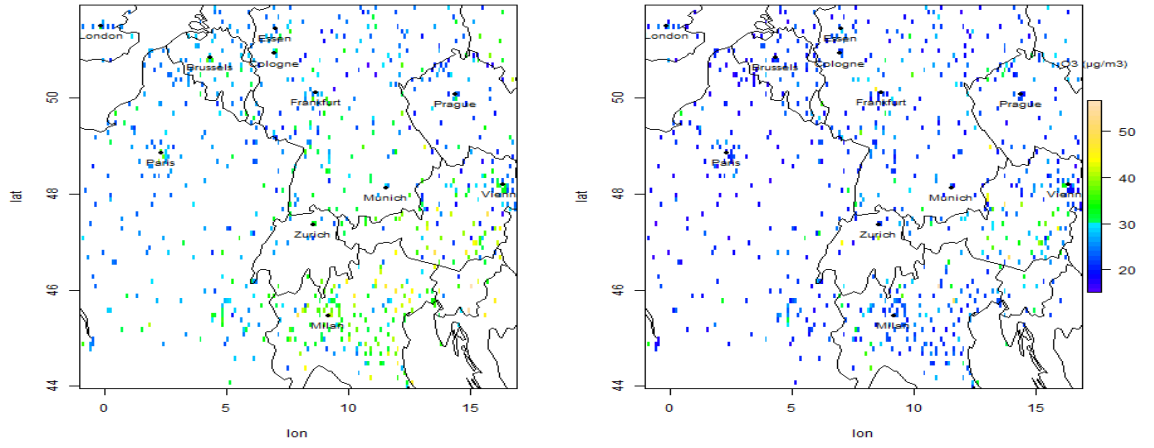 London
Essen
Brussels
Cologne
Frankfurt
Prague
Paris
Vienn
Munich
Zurich
Milan
44 46 48 50
lat
0 5 10 15
lon
London
Essen
Brussels
Cologne
O3 (µg/m3)
Frankfurt
Prague
Paris
Vienn
Munich
Zurich
Milan
44 46 48 50
lat
0 5 10 15
lon
50
40
30
20